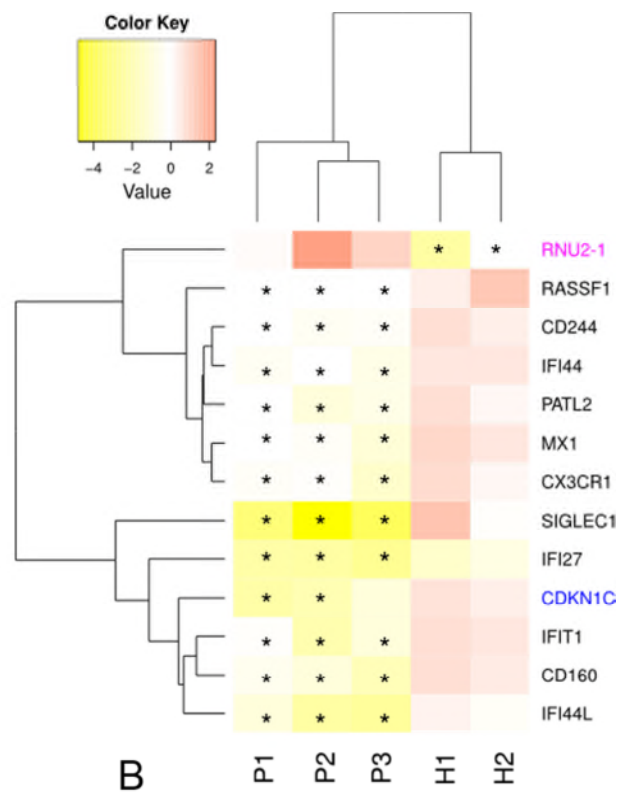 Color Key
−4 −2 0 2
Value
* * RNU2-1
* * * RASSF1
* * * CD244
* * * IFI44
* * * PATL2
* * * MX1
* * * CX3CR1
* * * SIGLEC1
* * * IFI27
* * CDKN1C
* * * IFIT1
* * * CD160
* * * IFI44L
B P1 P2 P3 H1 H2